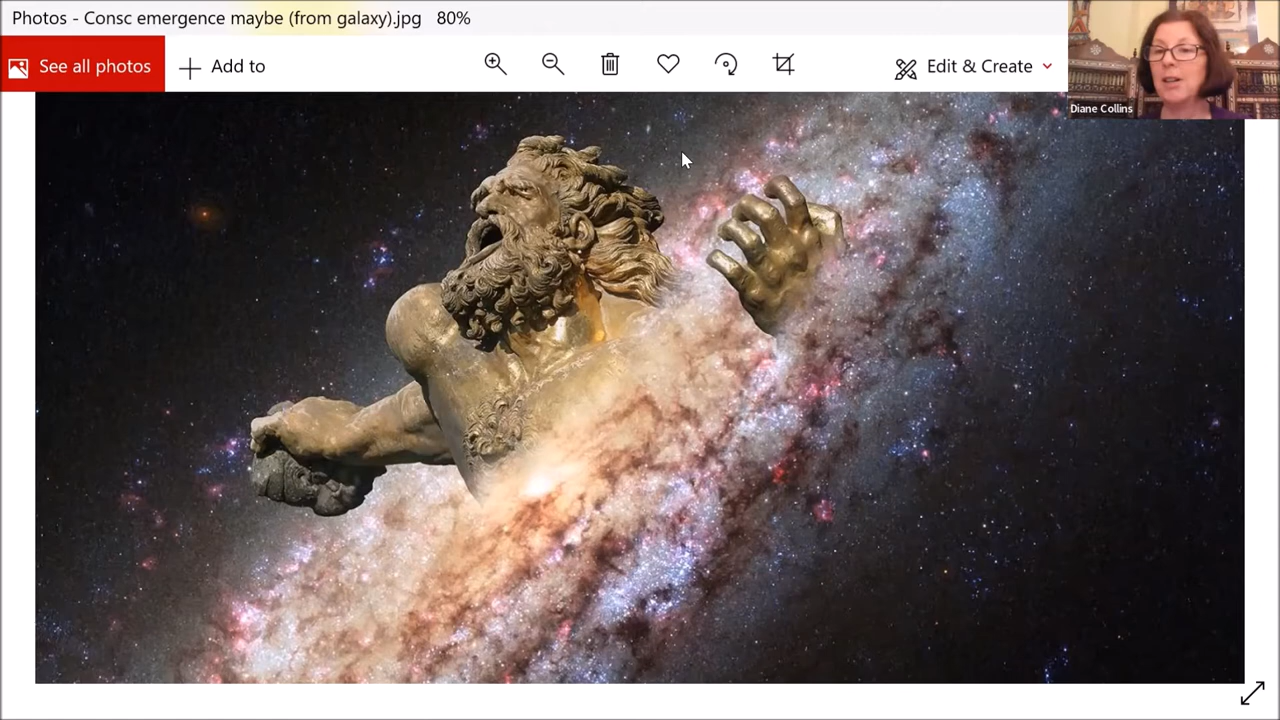 Photos - Consc emergence maybe (from galaxy).jpg 80%
See all photos
Add to
Edit & Create
Diane Collins